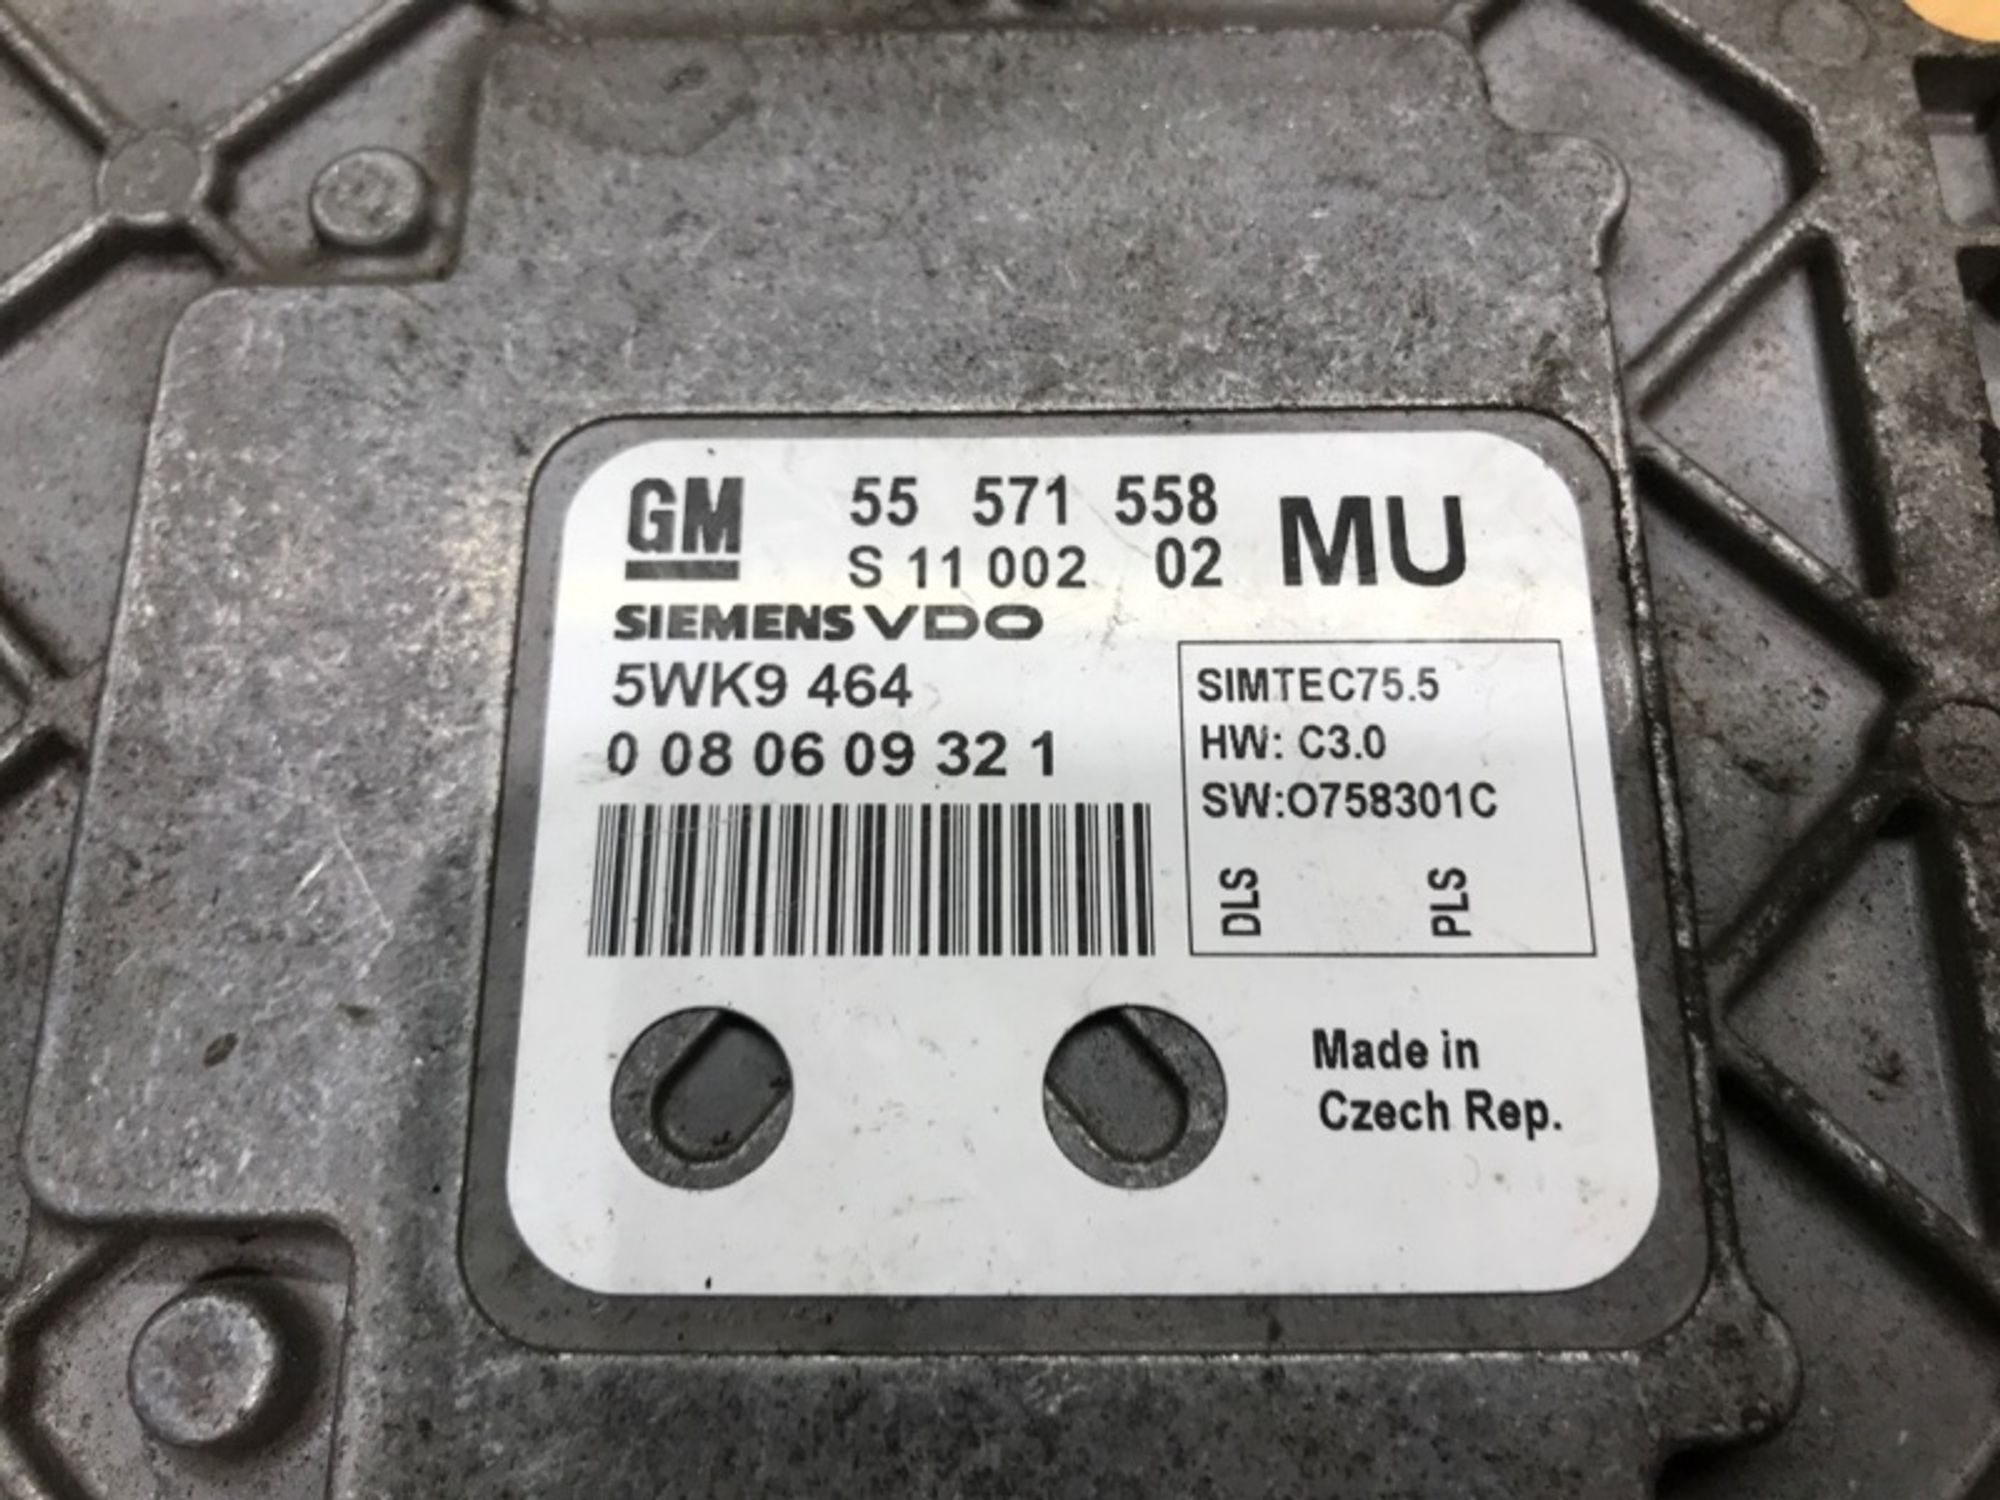 GM 55 571 558 MU
S 11 002 02
SIEMENS VDO
5WK9 464
0 08 06 09 32 1
SIMTEC75.5
HW: C3.0
SW:O758301C
DLS PLS
Made in
Czech Rep.